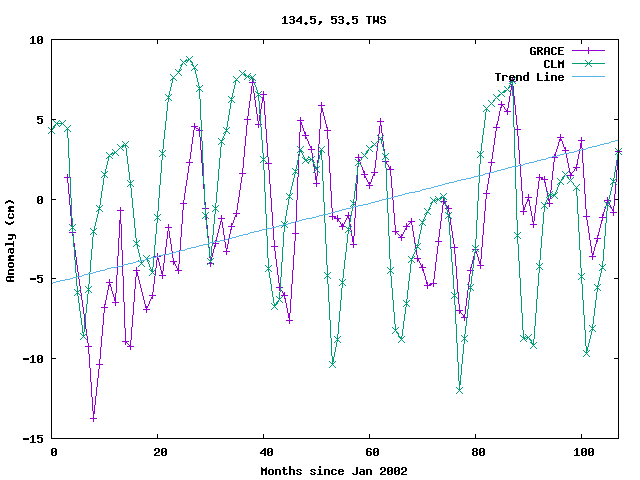 134.5, 53.5 TWS
GRACE
CLM
Trend Line
10
5
0
-5
-10
-15
Anomaly (cm)
0 20 40 60 80 100
Months since Jan 2002